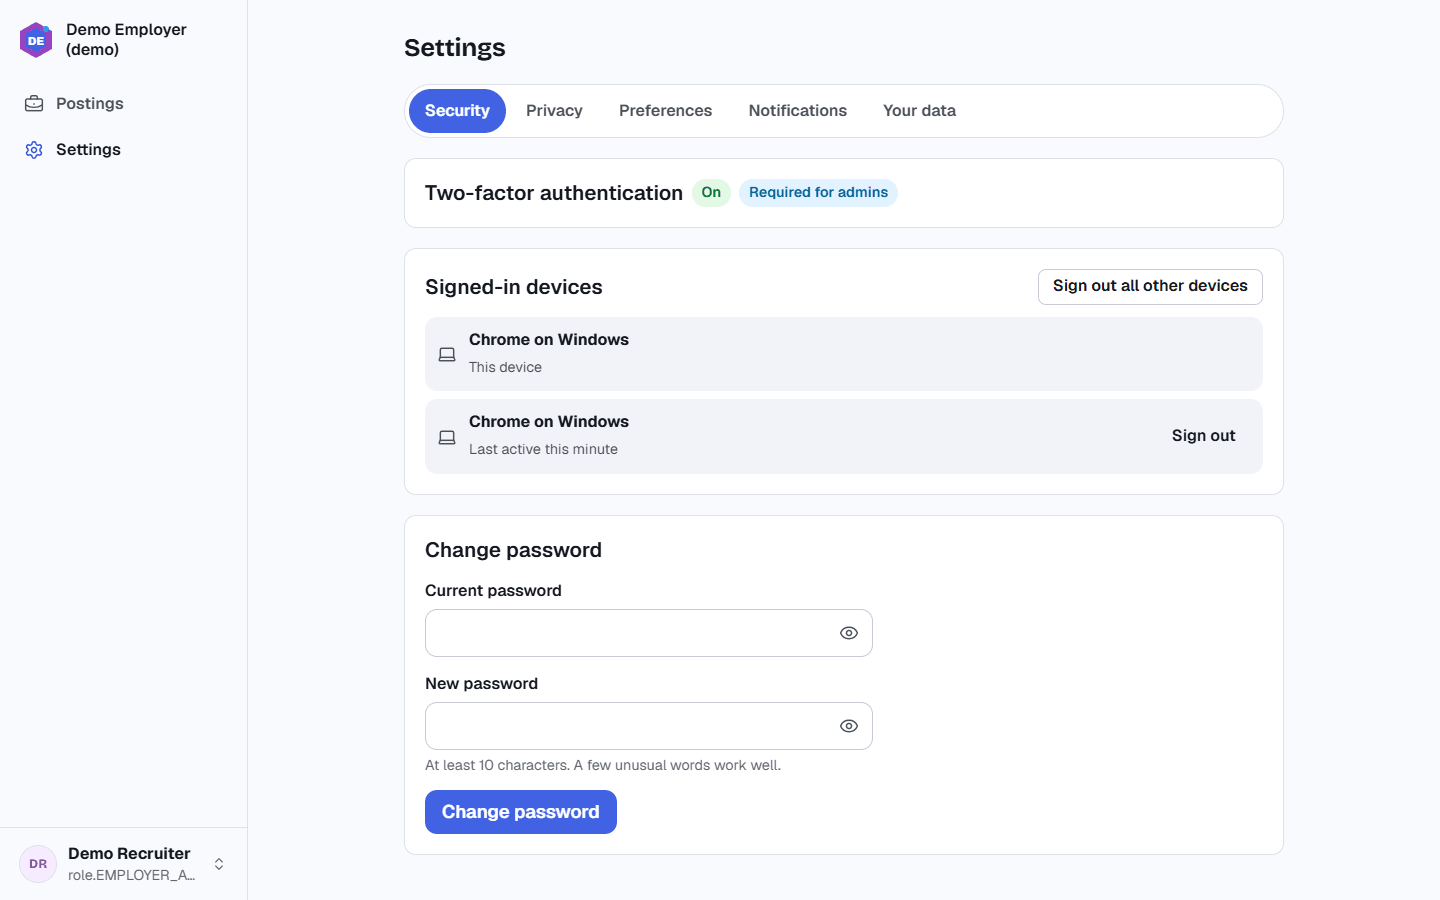 DE
Demo Employer
(demo)
Postings
Settings
Demo Recruiter
DR
role.EMPLOYER_A...
Settings
Security
Privacy
Preferences
Notifications
Your data
Two-factor authentication
On
Required for admins
Signed-in devices
Sign out all other devices
Chrome on Windows
This device
Chrome on Windows
Last active this minute
Sign out
Change password
Current password
New password
At least 10 characters. A few unusual words work well.
Change password